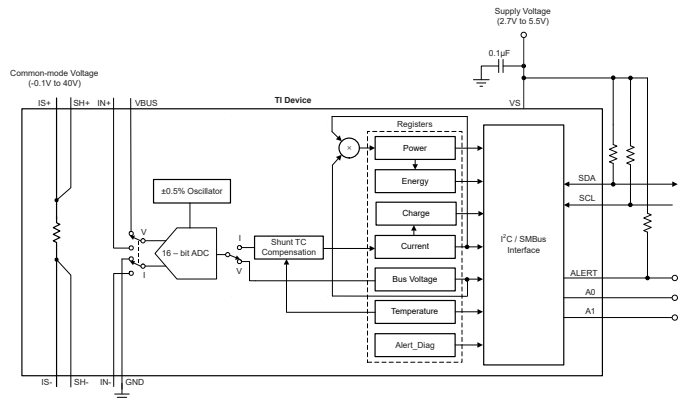 Supply Voltage
(2.7V to 5.5V)
0.1µF
Common-mode Voltage
(-0.1V to 40V)
IS+ SH+ IN+ VBUS
TI Device
VS
Registers
×
Power
Energy
±0.5% Oscillator
Charge
SDA
SCL
V
I
16 – bit ADC
Shunt TC
Compensation
Current
I²C / SMBus
Interface
V
I
Bus Voltage
ALERT
A0
Temperature
A1
Alert_Diag
IS- SH- IN- GND